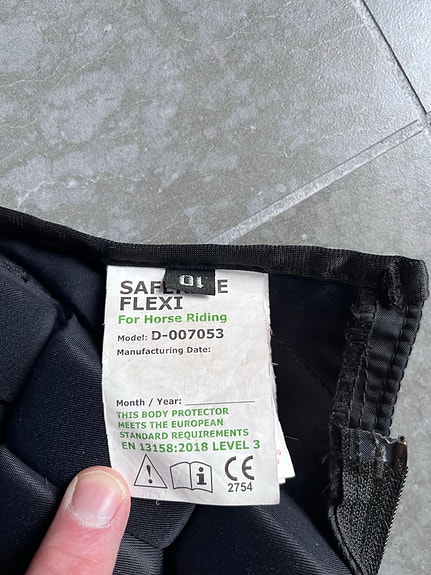 FLEXI
For Horse Riding
Model: D-007053
Manufacturing Date:
Month / Year:
THIS BODY PROTECTOR
MEETS THE EUROPEAN
STANDARD REQUIREMENTS
EN 13158:2018 LEVEL 3
CE
2754